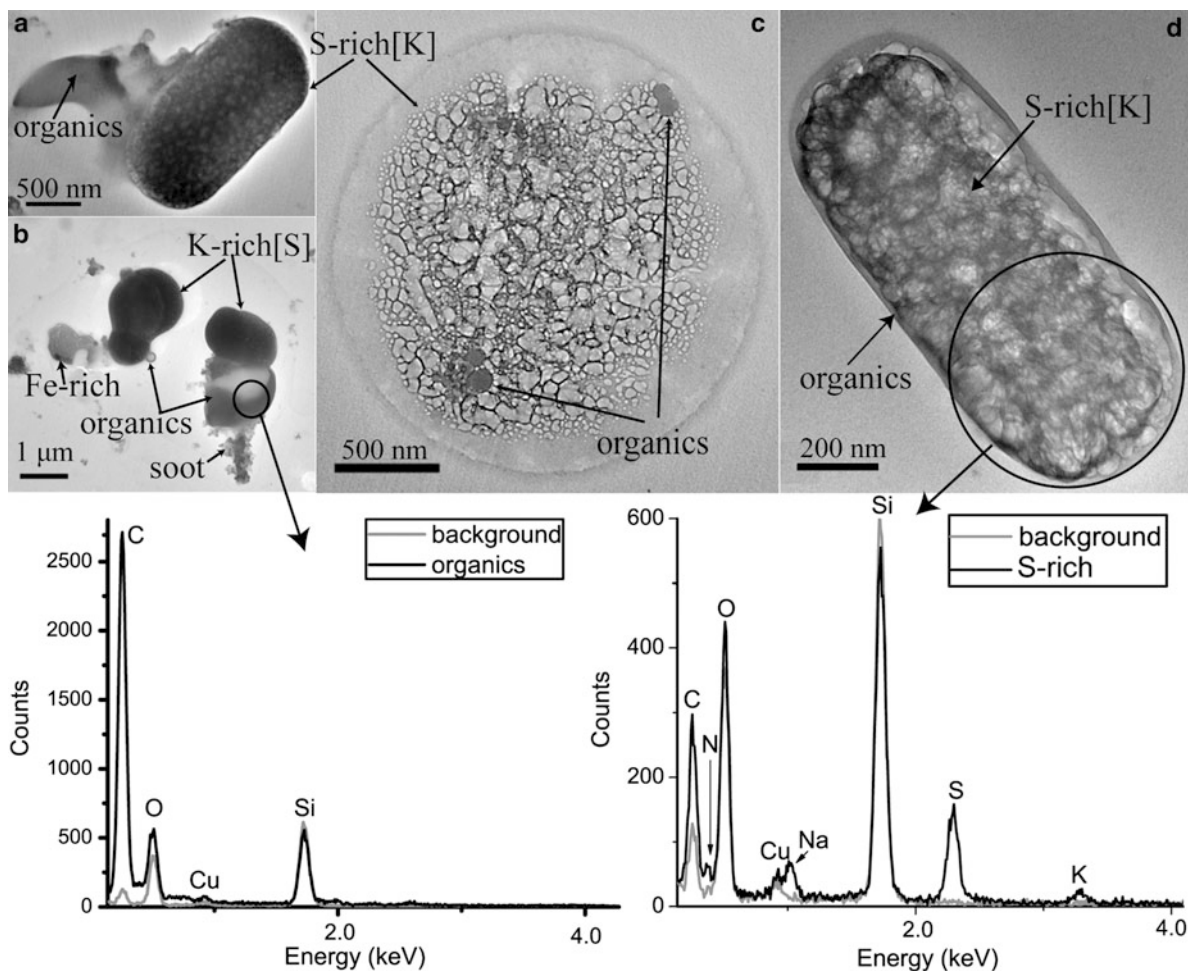 a
S-rich[K]
organics
500 nm
b
K-rich[S]
Fe-rich
organics
1 μm
soot
c
organics
500 nm
d
S-rich[K]
organics
200 nm
2500
2000
1500
1000
500
0
Counts
C
O
Cu
Si
background
organics
2.0
4.0
Energy (keV)
600
400
200
0
Counts
C
N
O
Cu
Na
Si
S
K
background
S-rich
2.0
4.0
Energy (keV)